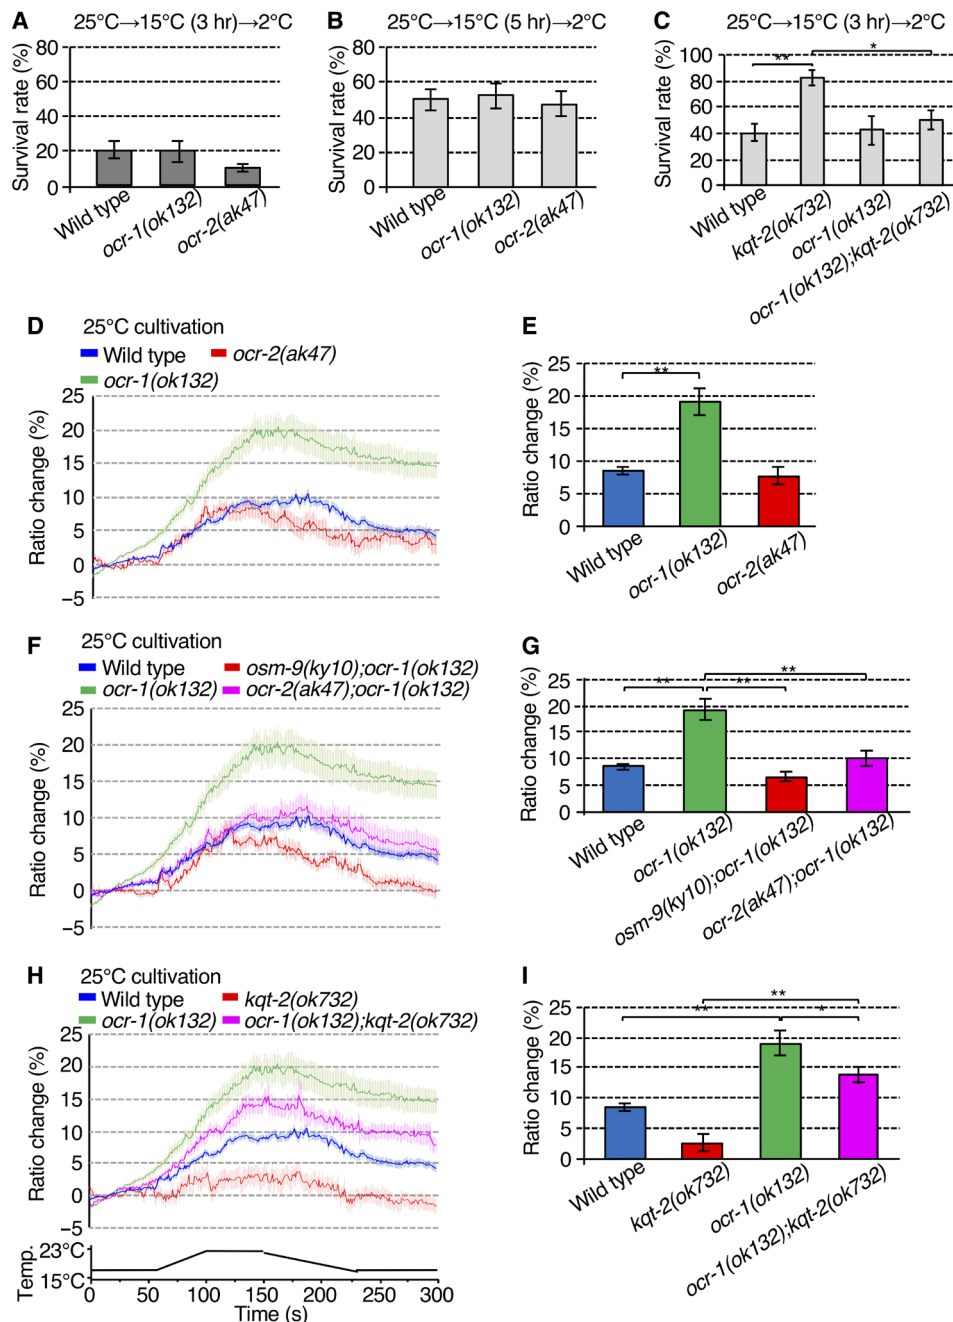 A
25°C→15°C (3 hr)→2°C
Survival rate (%)
80
60
40
20
0
Wild type
ocr-1(ok132)
ocr-2(ak47)
B
25°C→15°C (5 hr)→2°C
Survival rate (%)
80
60
40
20
0
Wild type
ocr-1(ok132)
ocr-2(ak47)
C
25°C→15°C (3 hr)→2°C
Survival rate (%)
100
80
60
40
20
0
**
*
Wild type
kqt-2(ok732)
ocr-1(ok132)
ocr-1(ok132);kqt-2(ok732)
D
25°C cultivation
Wild type
ocr-2(ak47)
ocr-1(ok132)
Ratio change (%)
25
20
15
10
5
0
−5
E
Ratio change (%)
25
20
15
10
5
0
**
Wild type
ocr-1(ok132)
ocr-2(ak47)
F
25°C cultivation
Wild type
osm-9(ky10);ocr-1(ok132)
ocr-1(ok132)
ocr-2(ak47);ocr-1(ok132)
Ratio change (%)
25
20
15
10
5
0
−5
G
Ratio change (%)
25
20
15
10
5
0
**
**
**
Wild type
ocr-1(ok132)
osm-9(ky10);ocr-1(ok132)
ocr-2(ak47);ocr-1(ok132)
H
25°C cultivation
Wild type
kqt-2(ok732)
ocr-1(ok132)
ocr-1(ok132);kqt-2(ok732)
Ratio change (%)
25
20
15
10
5
0
−5
Temp.
23°C
15°C
0 50 100 150 200 250 300
Time (s)
I
Ratio change (%)
25
20
15
10
5
0
**
**
*
Wild type
kqt-2(ok732)
ocr-1(ok132)
ocr-1(ok132);kqt-2(ok732)